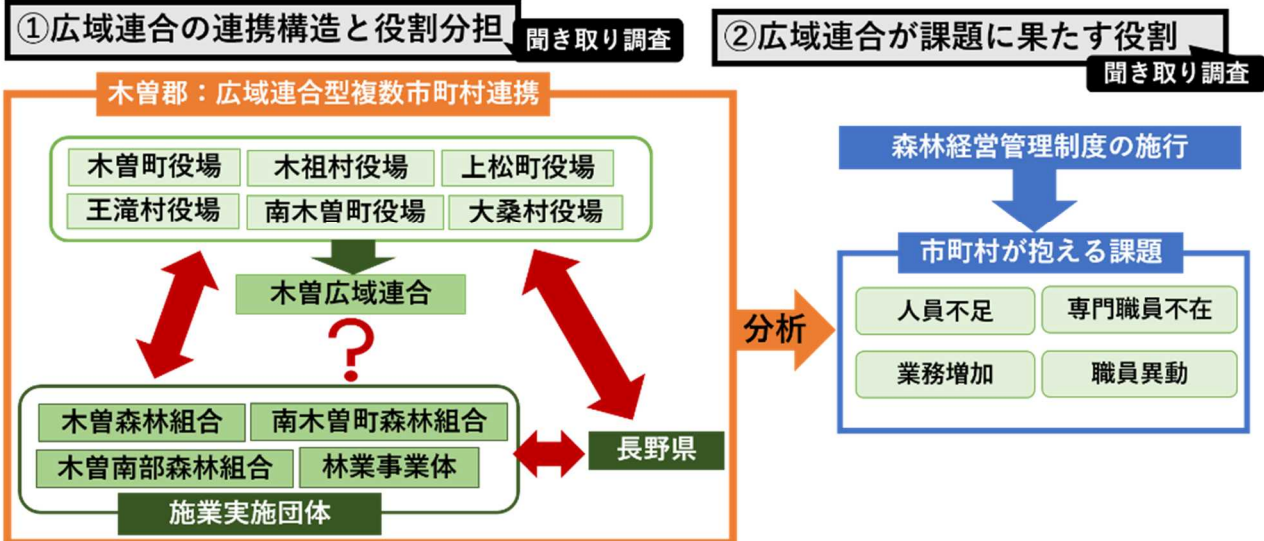 ①広域連合の連携構造と役割分担
聞き取り調査
木曽郡：広域連合型複数市町村連携
木曽町役場 木祖村役場 上松町役場
王滝村役場 南木曽町役場 大桑村役場
木曽広域連合
？
木曽森林組合 南木曽町森林組合
木曽南部森林組合 林業事業体
施業実施団体
長野県
分析
②広域連合が課題に果たす役割
聞き取り調査
森林経営管理制度の施行
市町村が抱える課題
人員不足 専門職員不在
業務増加 職員異動